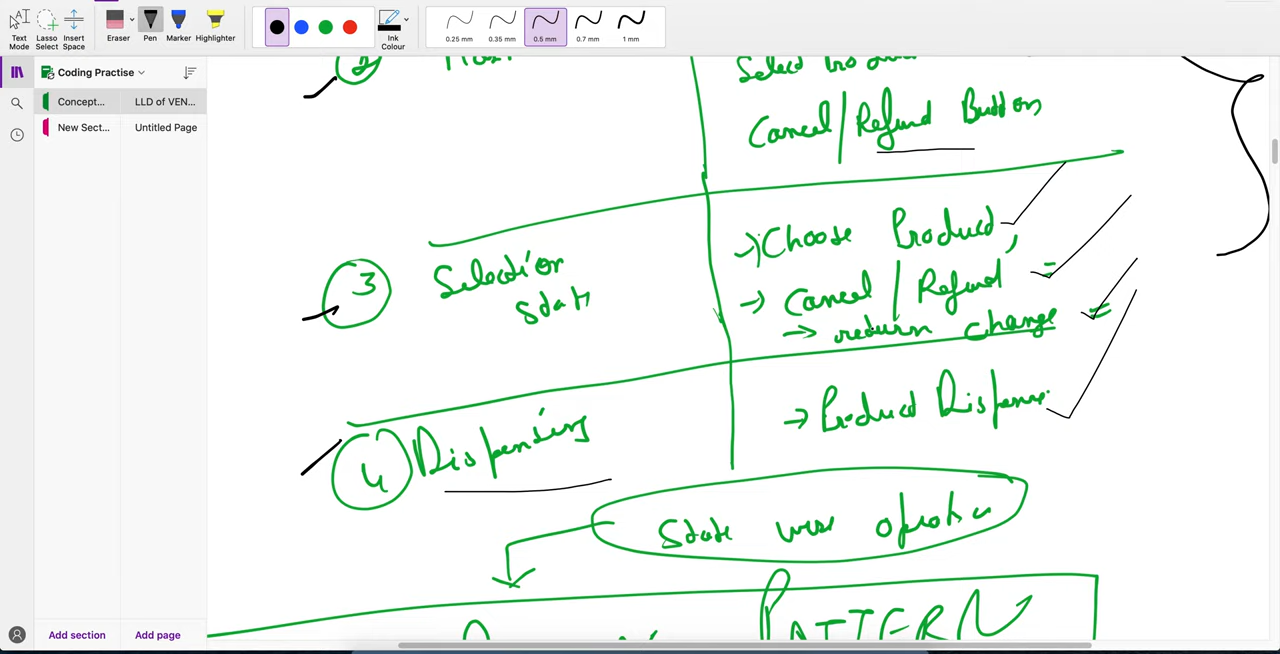 Text Mode
Lasso Select
Insert Space
Eraser
Pen
Marker
Highlighter
Ink Colour
0.25 mm
0.35 mm
0.5 mm
0.7 mm
1 mm
Coding Practise
Concept...
LLD of VEN...
New Sect...
Untitled Page
Add section
Add page
2
Select
Cancel/Refund Button
3 Selection State
→ Choose Product,
→ Cancel / Refund
→ return change
4 Dispensing
→ Product Dispense
State wise operation
PATTERN